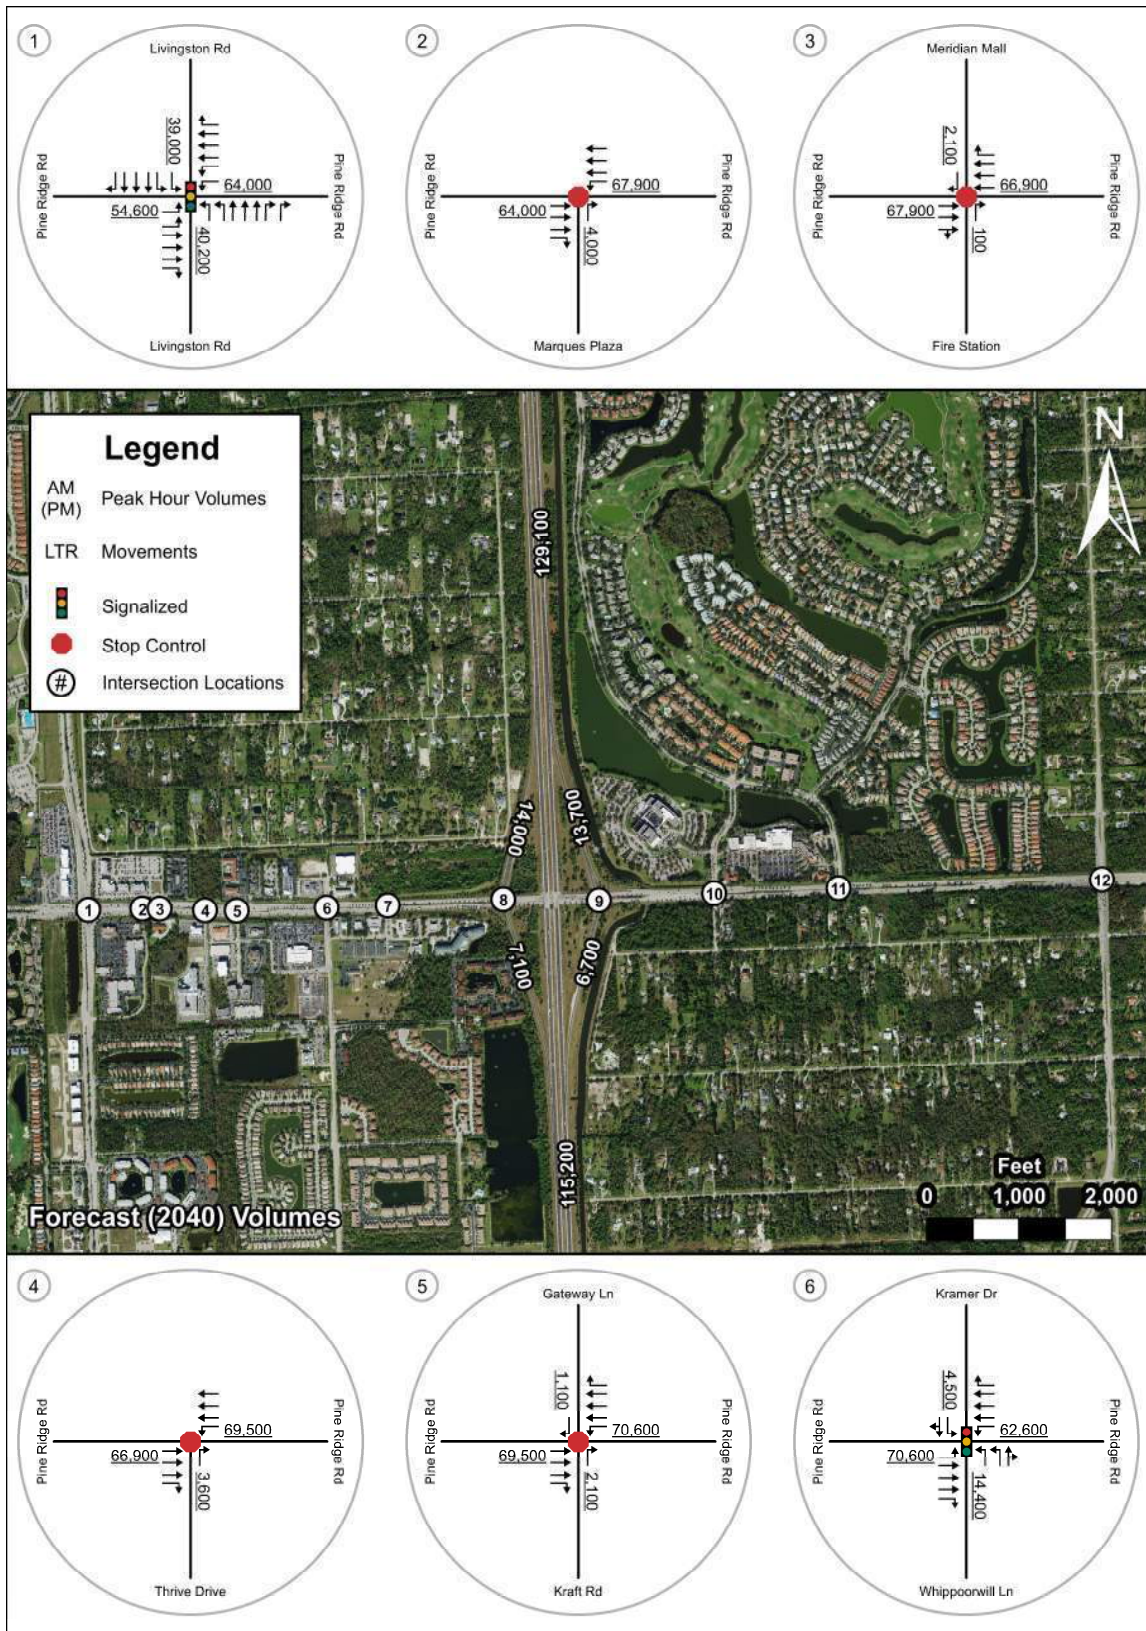 1
Livingston Rd
39,000
64,000
Pine Ridge Rd
Pine Ridge Rd
54,600
40,200
Livingston Rd
2
67,900
Pine Ridge Rd
Pine Ridge Rd
64,000
4,000
Marques Plaza
3
Meridian Mall
2,100
66,900
Pine Ridge Rd
Pine Ridge Rd
67,900
100
Fire Station
Legend
AM
(PM)
Peak Hour Volumes
LTR
Movements
Signalized
Stop Control
#
Intersection Locations
N
129,100
14,000
13,700
1
2
3
4
5
6
7
8
9
10
11
12
7,100
6,700
115,200
Feet
0
1,000
2,000
Forecast (2040) Volumes
4
69,500
Pine Ridge Rd
Pine Ridge Rd
66,900
3,600
Thrive Drive
5
Gateway Ln
1,100
70,600
Pine Ridge Rd
Pine Ridge Rd
69,500
2,100
Kraft Rd
6
Kramer Dr
4,500
62,600
Pine Ridge Rd
Pine Ridge Rd
70,600
14,400
Whippoorwill Ln